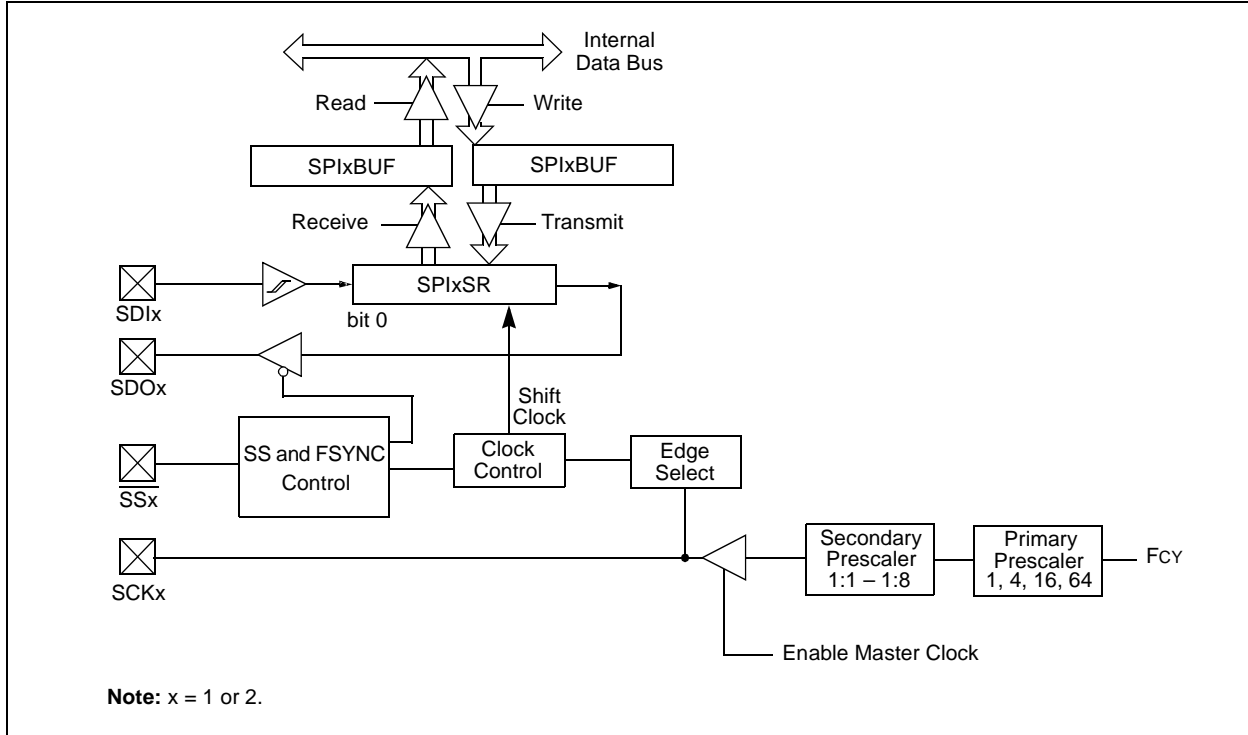 Internal
Data Bus
Read
Write
SPIxBUF
SPIxBUF
Receive
Transmit
SPIxSR
SDIx
bit 0
SDOx
Shift
Clock
SS and FSYNC
Control
Clock
Control
Edge
Select
SSx
SCKx
Secondary
Prescaler
1:1 – 1:8
Primary
Prescaler
1, 4, 16, 64
FCY
Enable Master Clock
Note: x = 1 or 2.